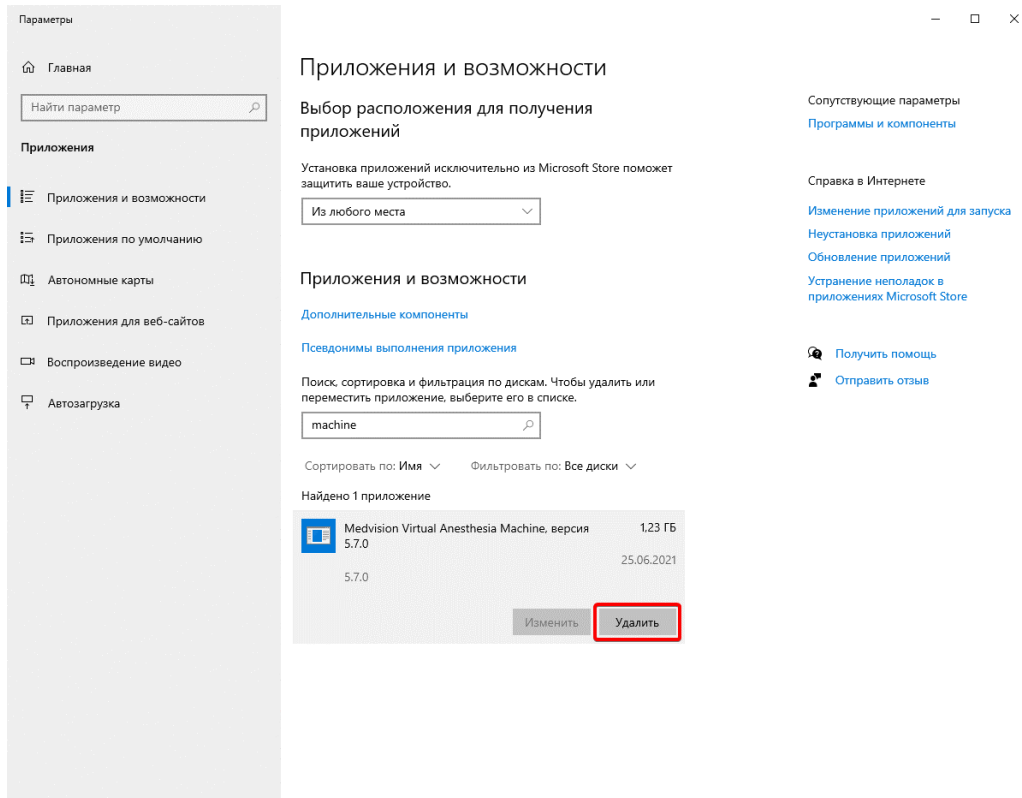 Параметры
Главная
Найти параметр
Приложения
Приложения и возможности
Приложения по умолчанию
Автономные карты
Приложения для веб-сайтов
Воспроизведение видео
Автозагрузка
Приложения и возможности
Выбор расположения для получения
приложений
Установка приложений исключительно из Microsoft Store поможет
защитить ваше устройство.
Из любого места
Приложения и возможности
Дополнительные компоненты
Псевдонимы выполнения приложения
Поиск, сортировка и фильтрация по дискам. Чтобы удалить или
переместить приложение, выберите его в списке.
machine
Сортировать по: Имя Фильтровать по: Все диски
Найдено 1 приложение
Medvision Virtual Anesthesia Machine, версия 1,23 ГБ
5.7.0
25.06.2021
5.7.0
Изменить Удалить
Сопутствующие параметры
Программы и компоненты
Справка в Интернете
Изменение приложений для запуска
Неустановка приложений
Обновление приложений
Устранение неполадок в
приложениях Microsoft Store
Получить помощь
Отправить отзыв